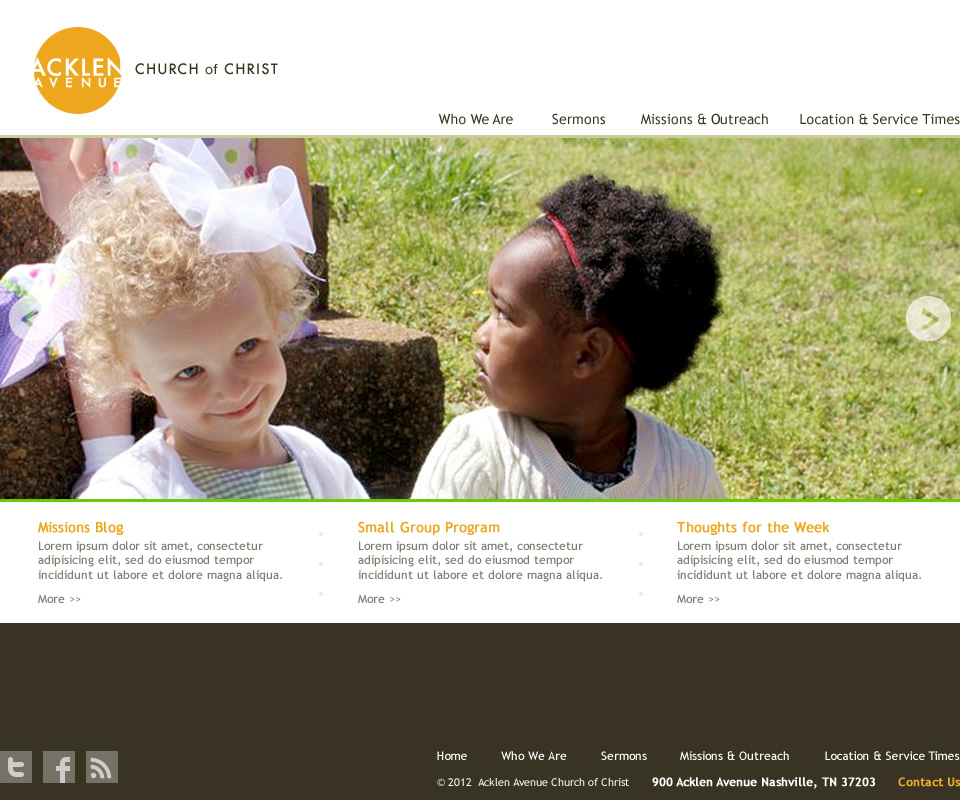 ACKLEN
AVENUE
CHURCH of CHRIST
Who We Are Sermons Missions & Outreach Location & Service Times
Missions Blog
Lorem ipsum dolor sit amet, consectetur
adipisicing elit, sed do eiusmod tempor
incididunt ut labore et dolore magna aliqua.
More >>
Small Group Program
Lorem ipsum dolor sit amet, consectetur
adipisicing elit, sed do eiusmod tempor
incididunt ut labore et dolore magna aliqua.
More >>
Thoughts for the Week
Lorem ipsum dolor sit amet, consectetur
adipisicing elit, sed do eiusmod tempor
incididunt ut labore et dolore magna aliqua.
More >>
Home Who We Are Sermons Missions & Outreach Location & Service Times
© 2012 Acklen Avenue Church of Christ 900 Acklen Avenue Nashville, TN 37203 Contact Us